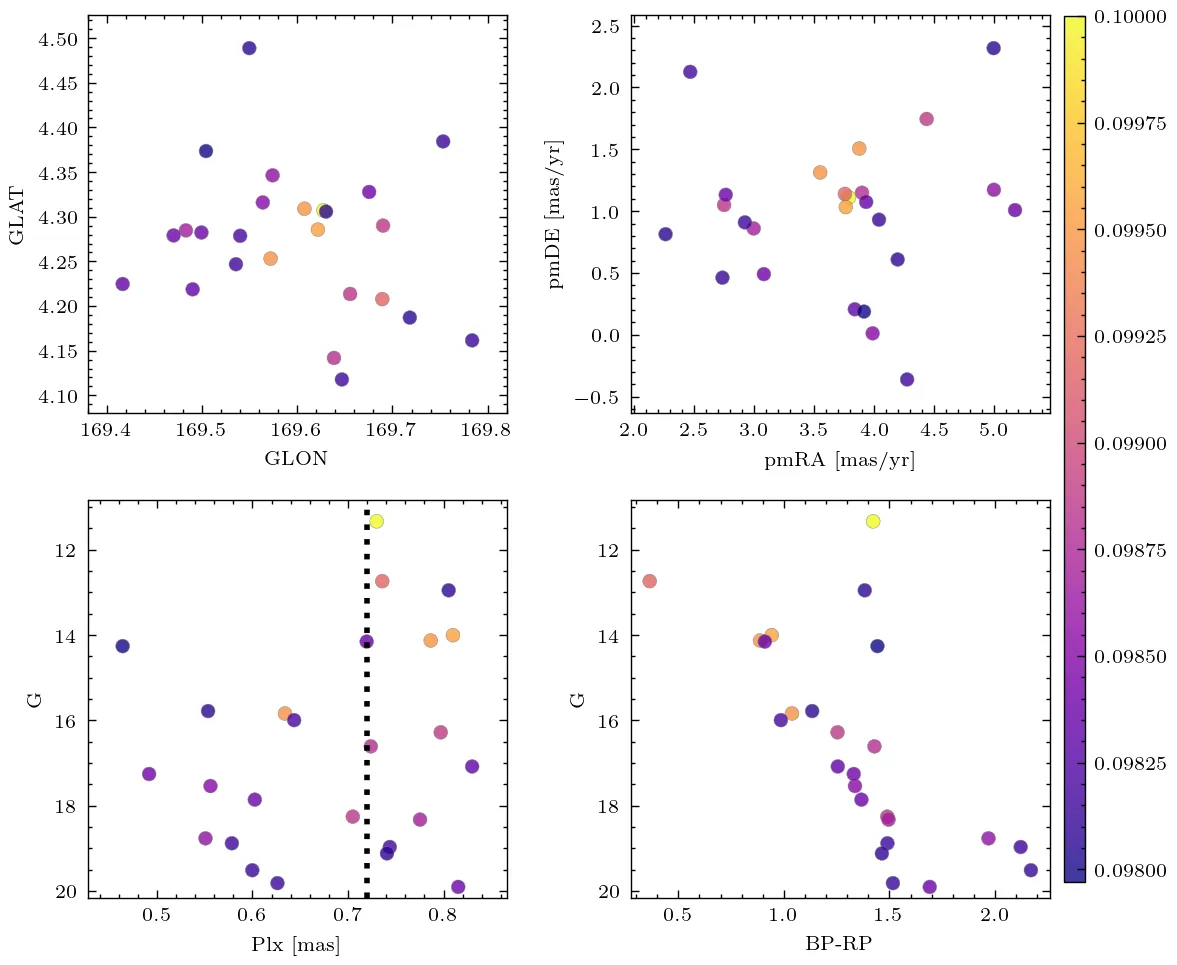 4.50
4.45
4.40
4.35
4.30
4.25
4.20
4.15
4.10
GLAT
169.4 169.5 169.6 169.7 169.8
GLON
2.5
2.0
1.5
1.0
0.5
0.0
−0.5
pmDE [mas/yr]
2.0 2.5 3.0 3.5 4.0 4.5 5.0
pmRA [mas/yr]
12
14
16
18
20
G
0.5 0.6 0.7 0.8
Plx [mas]
12
14
16
18
20
G
0.5 1.0 1.5 2.0
BP-RP
0.10000
0.09975
0.09950
0.09925
0.09900
0.09875
0.09850
0.09825
0.09800